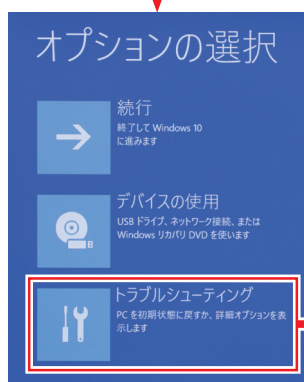 オプションの選択
続行
終了して Windows 10
に進みます
デバイスの使用
USB ドライブ、ネットワーク接続、または
Windows リカバリ DVD を使います
トラブルシューティング
PC を初期状態に戻すか、詳細オプションを表
示します